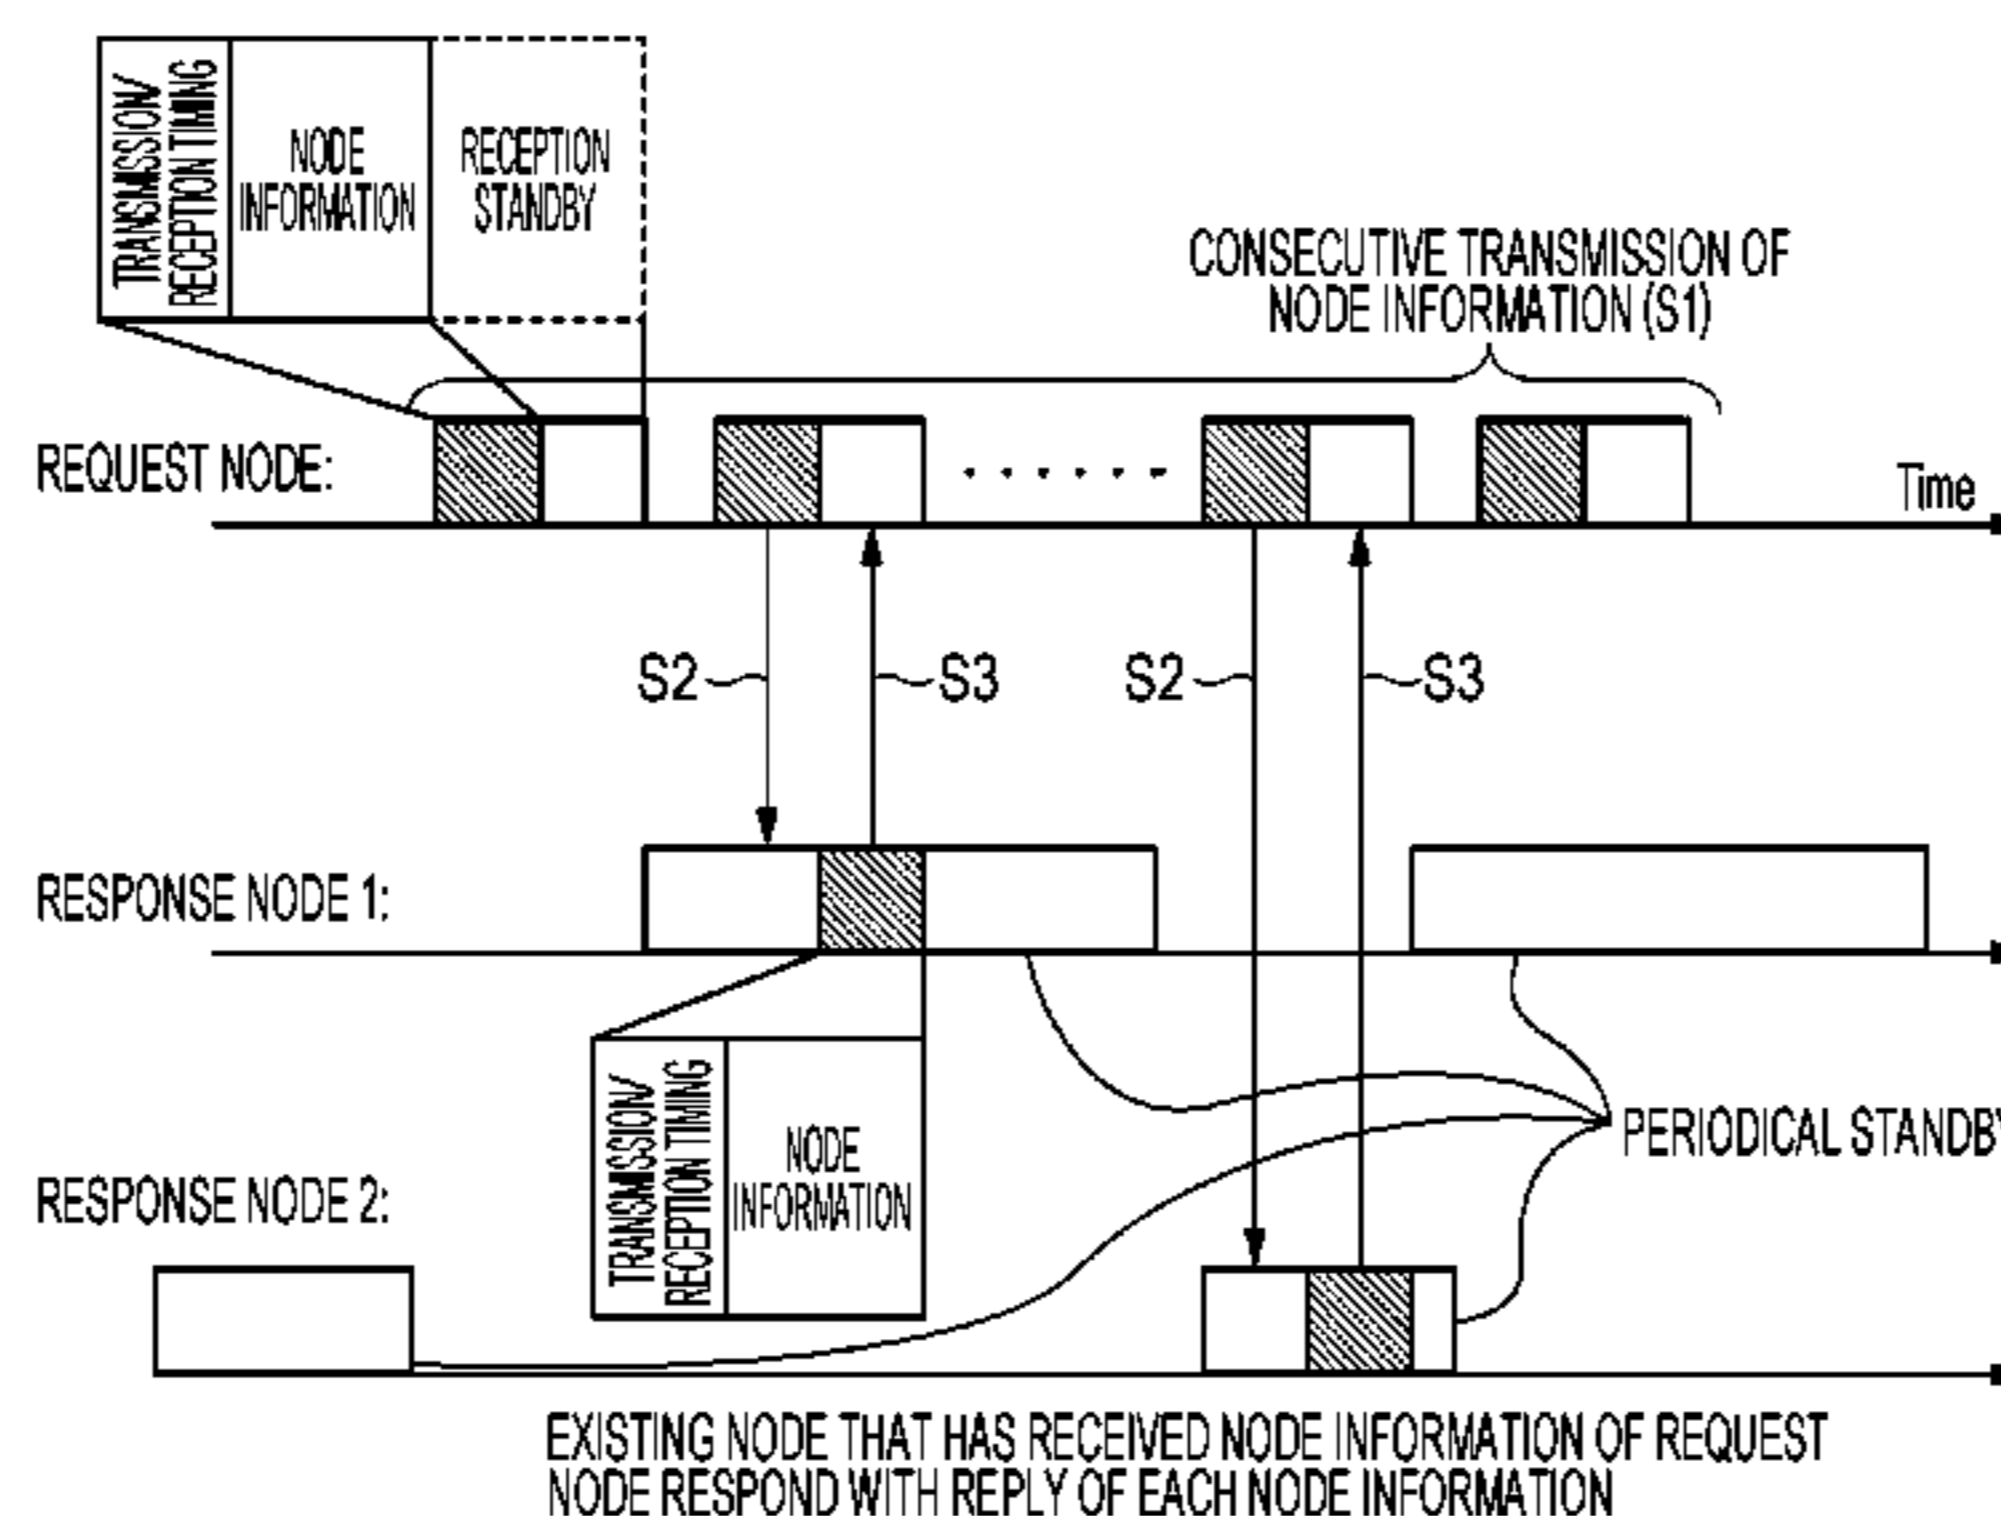 TRANSMISSION/
RECEPTION TIMING
NODE
INFORMATION
RECEPTION
STANDBY
CONSECUTIVE TRANSMISSION OF
NODE INFORMATION (S1)
REQUEST NODE:
Time
S2
S3
S2
S3
RESPONSE NODE 1:
TRANSMISSION/
RECEPTION TIMING
NODE
INFORMATION
PERIODICAL STANDBY
RESPONSE NODE 2:
EXISTING NODE THAT HAS RECEIVED NODE INFORMATION OF REQUEST
NODE RESPOND WITH REPLY OF EACH NODE INFORMATION